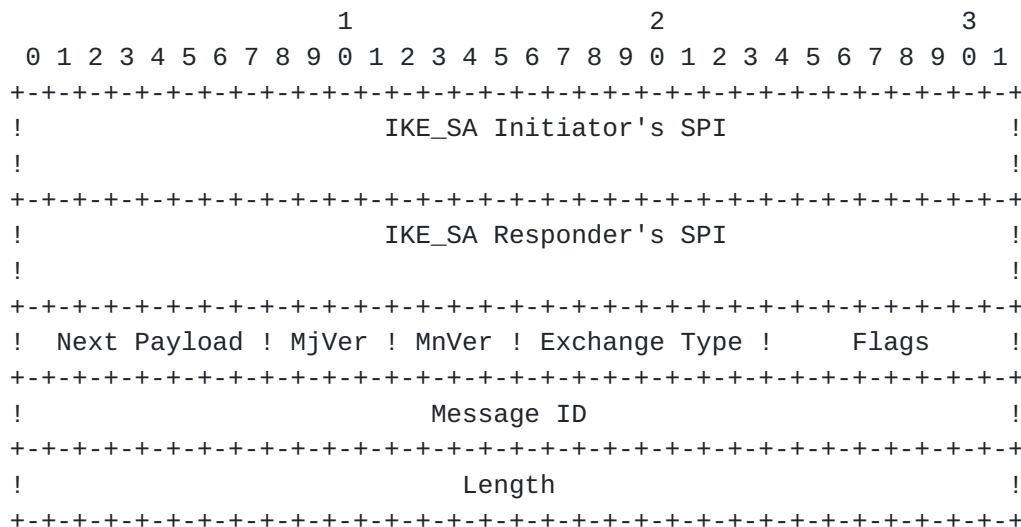 1                   2                   3
 0 1 2 3 4 5 6 7 8 9 0 1 2 3 4 5 6 7 8 9 0 1 2 3 4 5 6 7 8 9 0 1
+-+-+-+-+-+-+-+-+-+-+-+-+-+-+-+-+-+-+-+-+-+-+-+-+-+-+-+-+-+-+-+-+
!                       IKE_SA Initiator's SPI                  !
!                                                               !
+-+-+-+-+-+-+-+-+-+-+-+-+-+-+-+-+-+-+-+-+-+-+-+-+-+-+-+-+-+-+-+-+
!                       IKE_SA Responder's SPI                  !
!                                                               !
+-+-+-+-+-+-+-+-+-+-+-+-+-+-+-+-+-+-+-+-+-+-+-+-+-+-+-+-+-+-+-+-+
!  Next Payload ! MjVer ! MnVer ! Exchange Type !     Flags     !
+-+-+-+-+-+-+-+-+-+-+-+-+-+-+-+-+-+-+-+-+-+-+-+-+-+-+-+-+-+-+-+-+
!                          Message ID                           !
+-+-+-+-+-+-+-+-+-+-+-+-+-+-+-+-+-+-+-+-+-+-+-+-+-+-+-+-+-+-+-+-+
!                            Length                             !
+-+-+-+-+-+-+-+-+-+-+-+-+-+-+-+-+-+-+-+-+-+-+-+-+-+-+-+-+-+-+-+-+